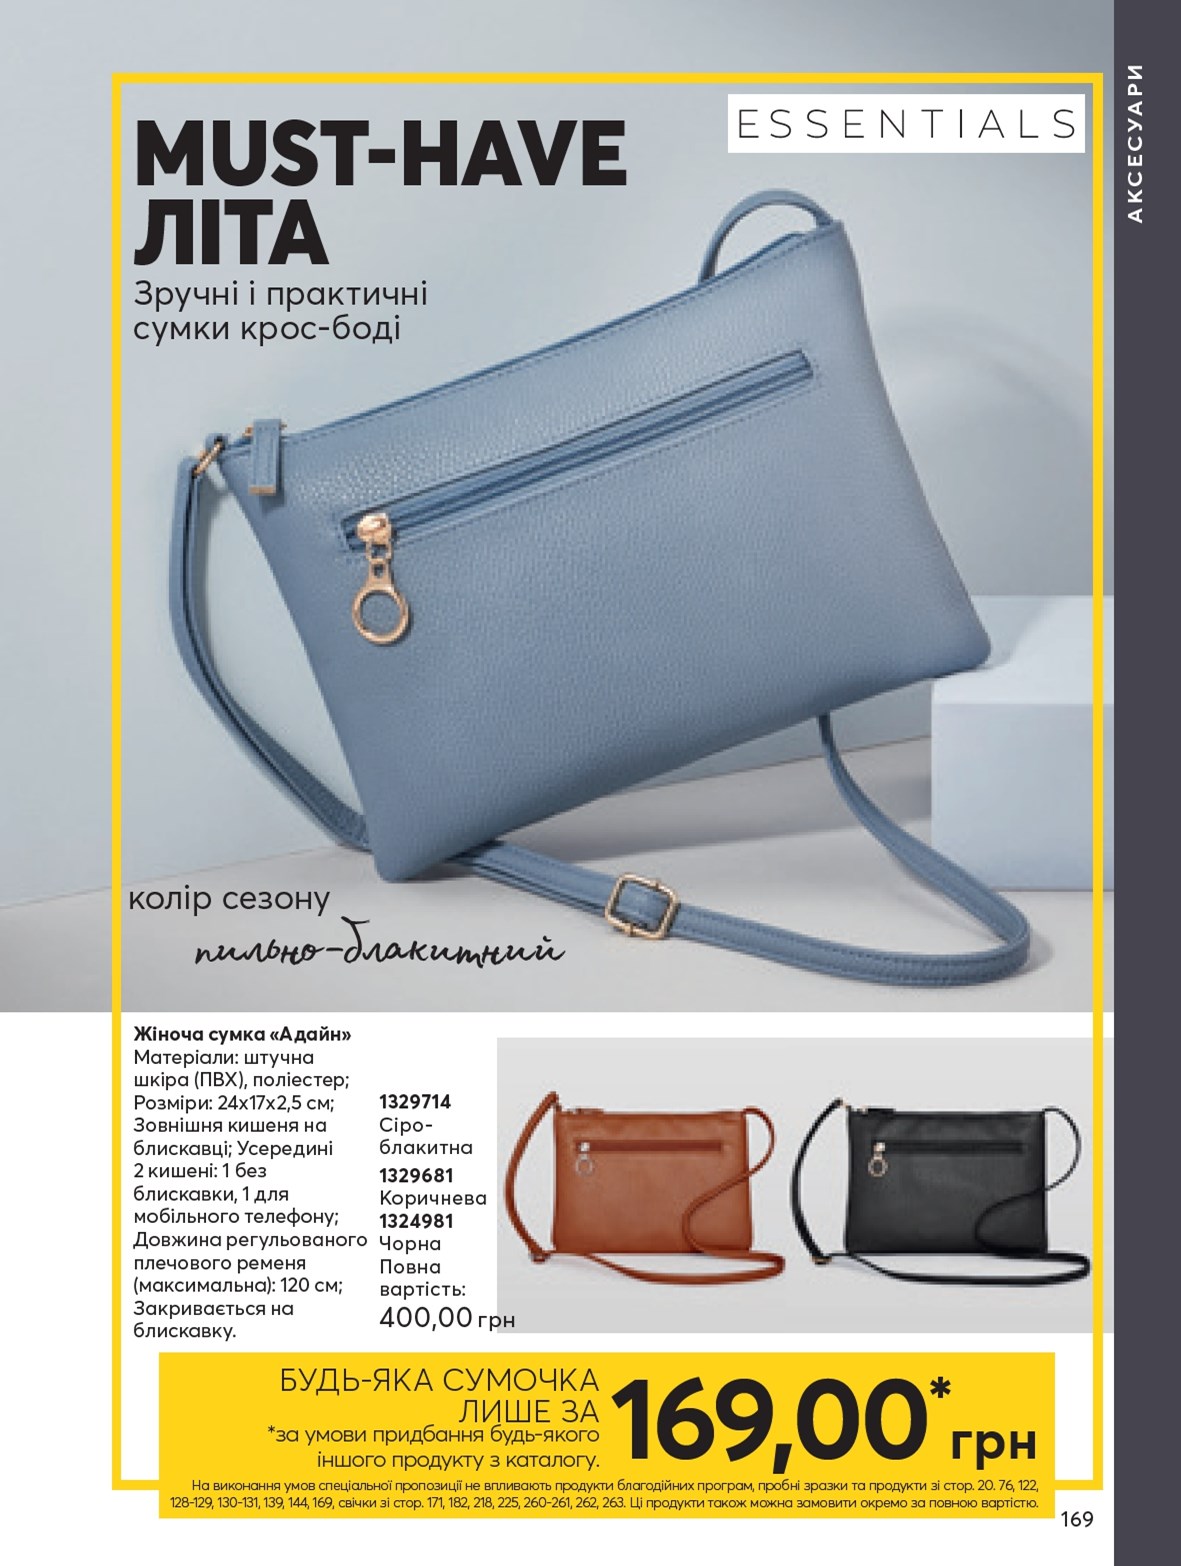 АКСЕСУАРИ
ESSENTIALS
MUST-HAVE
ЛІТА
Зручні і практичні
сумки крос-боді
колір сезону
пильно-блакитний
Жіноча сумка «Адайн»
Матеріали: штучна
шкіра (ПВХ), поліестер;
Розміри: 24х17х2,5 см;
Зовнішня кишеня на
блискавці; Усередині
2 кишені: 1 без
блискавки, 1 для
мобільного телефону;
Довжина регульованого
плечового ременя
(максимальна): 120 см;
Закривається на
блискавку.
1329714
Сіро-
блакитна
1329681
Коричнева
1324981
Чорна
Повна
вартість:
400,00 грн
БУДЬ-ЯКА СУМОЧКА
ЛИШЕ ЗА
169,00* грн
*за умови придбання будь-якого
іншого продукту з каталогу.
На виконання умов спеціальної пропозиції не впливають продукти благодійних програм, пробні зразки та продукти зі стор. 20. 76, 122,
128-129, 130-131, 139, 144, 169, свічки зі стор. 171, 182, 218, 225, 260-261, 262, 263. Ці продукти також можна замовити окремо за повною вартістю.
169